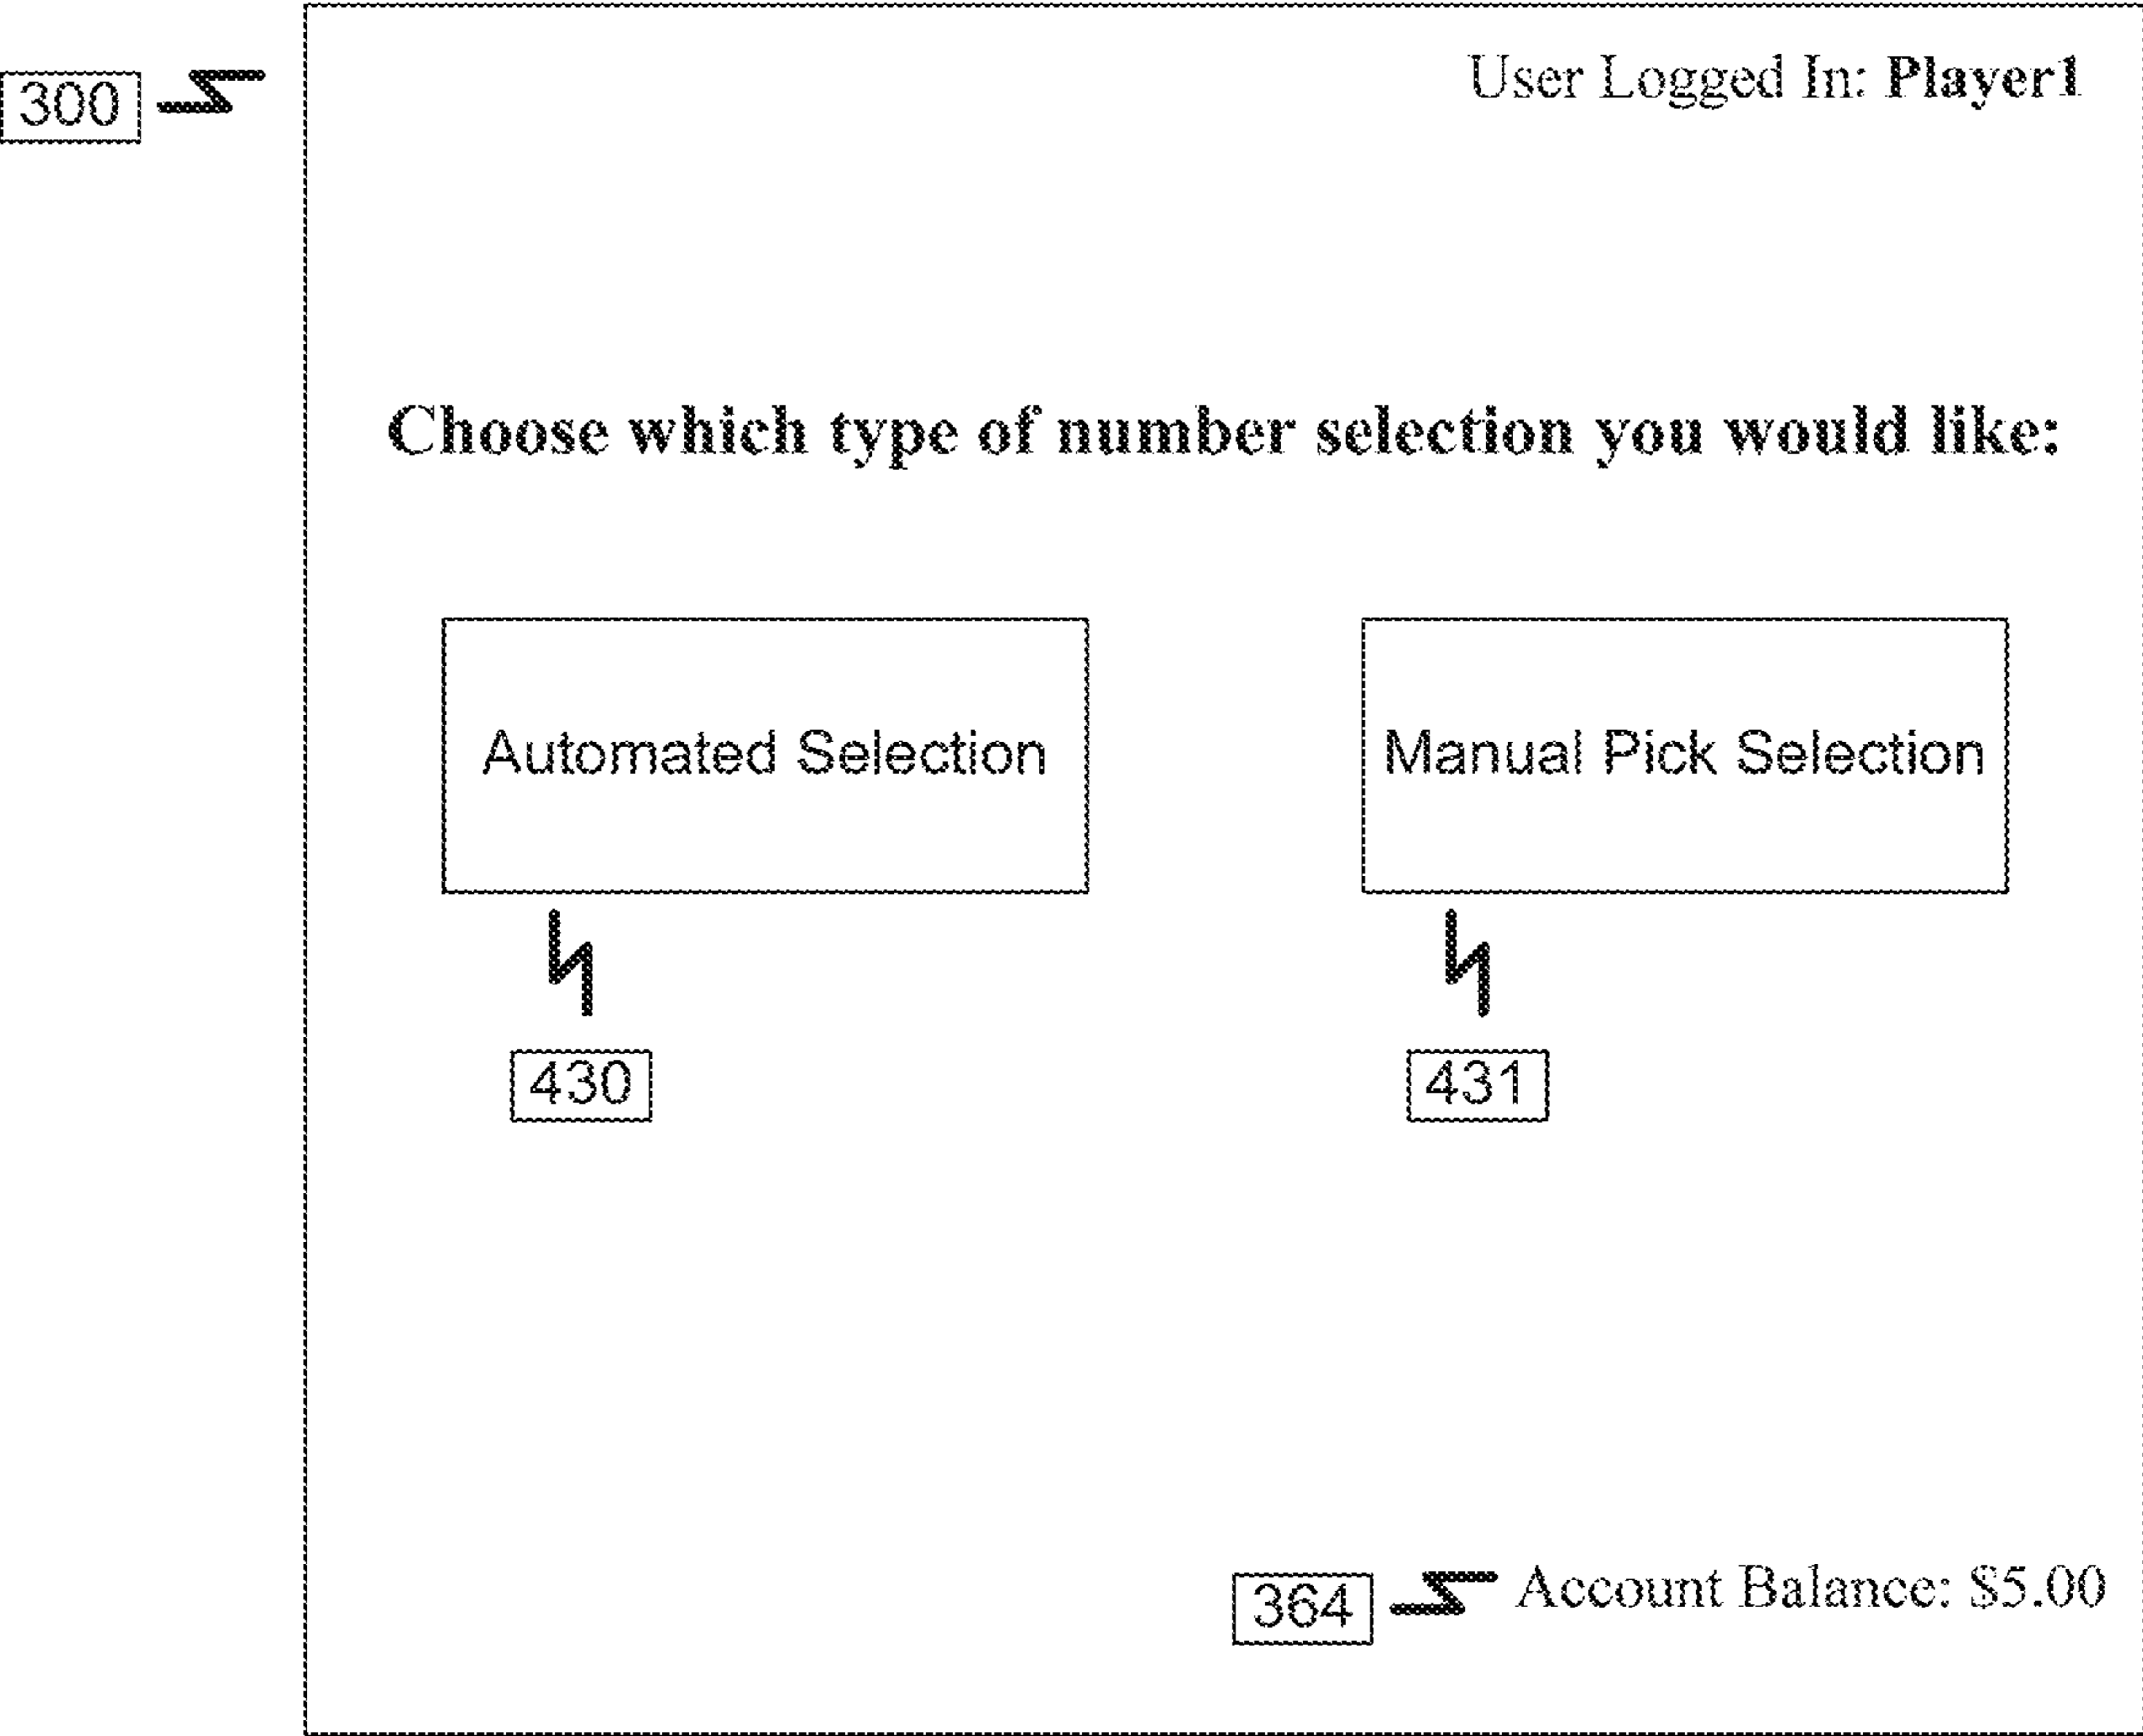 300
User Logged In: Player1
Choose which type of number selection you would like:
Automated Selection
Manual Pick Selection
430
431
364
Account Balance: $5.00